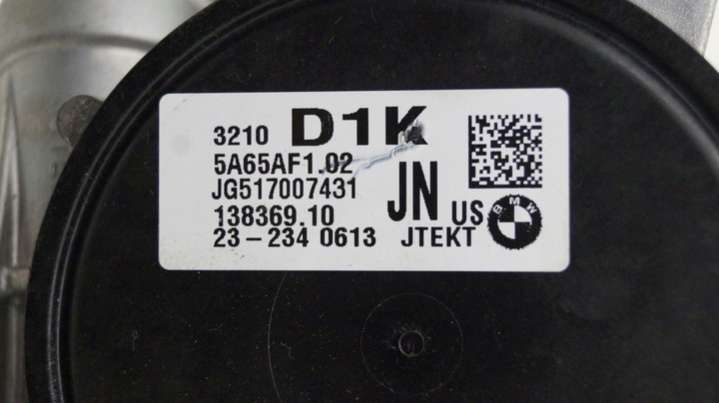 3210 D1K
5A65AF1.02
JG517007431
138369.10
JN US BMW
23-234 0613 JTEKT